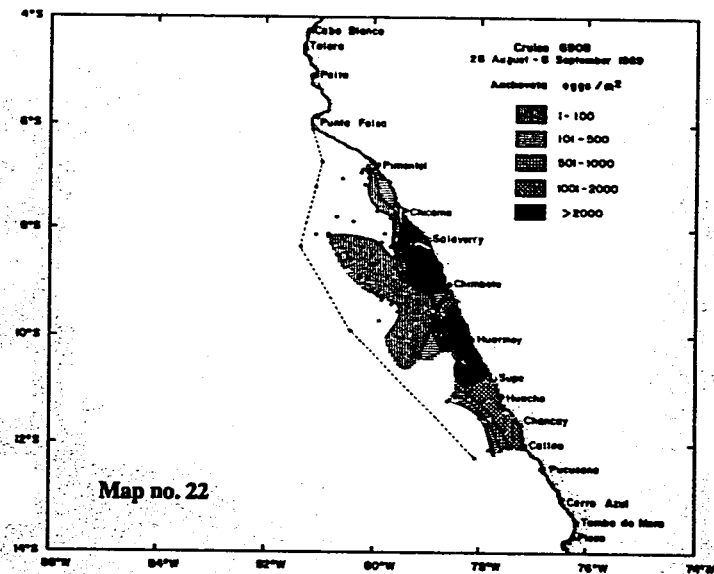 4°S
Cabo Blanco
Talara
Paita
6°S
Punta Falsa
Cruise 6908
28 August - 6 September 1969
Anchoveta eggs/m²
1-100
101-500
501-1000
1001-2000
>2000
Pimentel
8°S
Chicama
Salaverry
Chimbote
10°S
Huarmey
Supe
Huacho
Chancay
12°S
Callao
Pucusana
Map no. 22
Cerro Azul
Tambo de Mora
Pisco
14°S
86°W
84°W
82°W
80°W
78°W
76°W
74°W